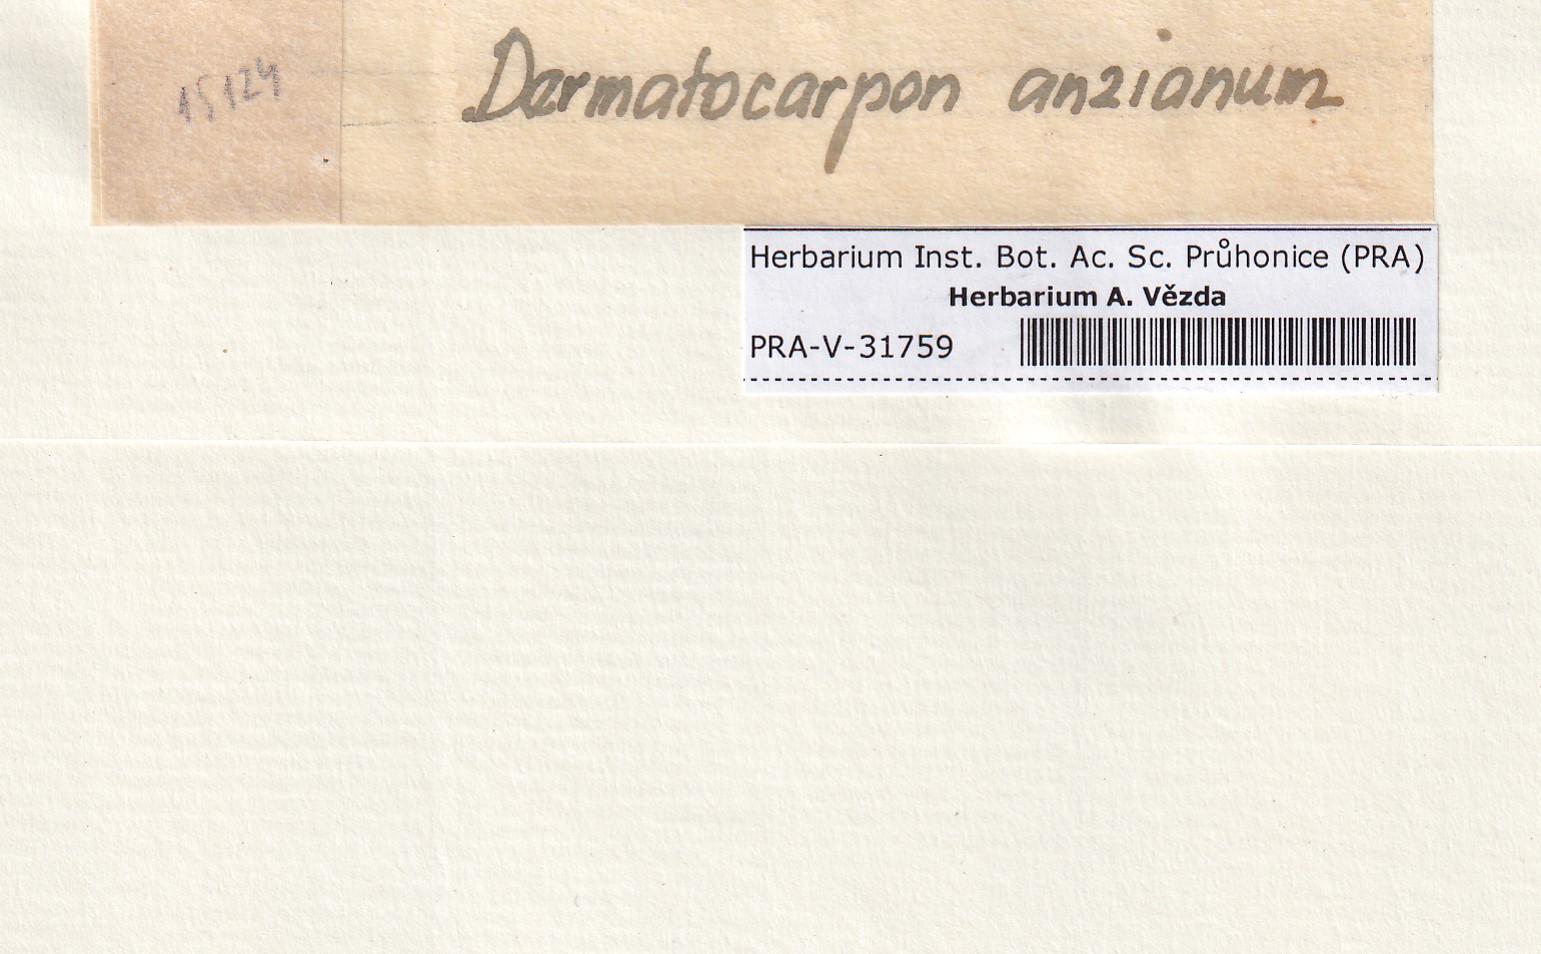 15124
Dermatocarpon anzianum
Herbarium Inst. Bot. Ac. Sc. Průhonice (PRA)
Herbarium A. Vězda
PRA-V-31759